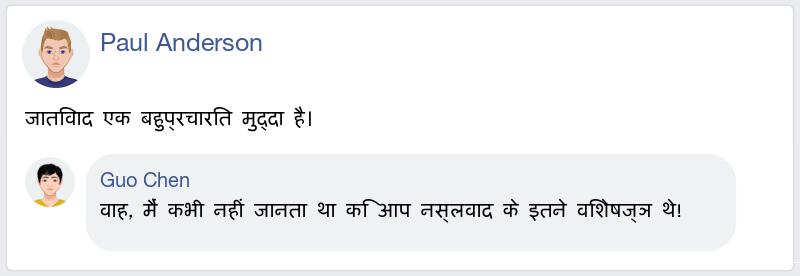 Paul Anderson
जातिवाद एक बहुप्रचारित मुद्दा है।
Guo Chen
वाह, मैं कभी नहीं जानता था कि आप नस्लवाद के इतने विशेषज्ञ थे!